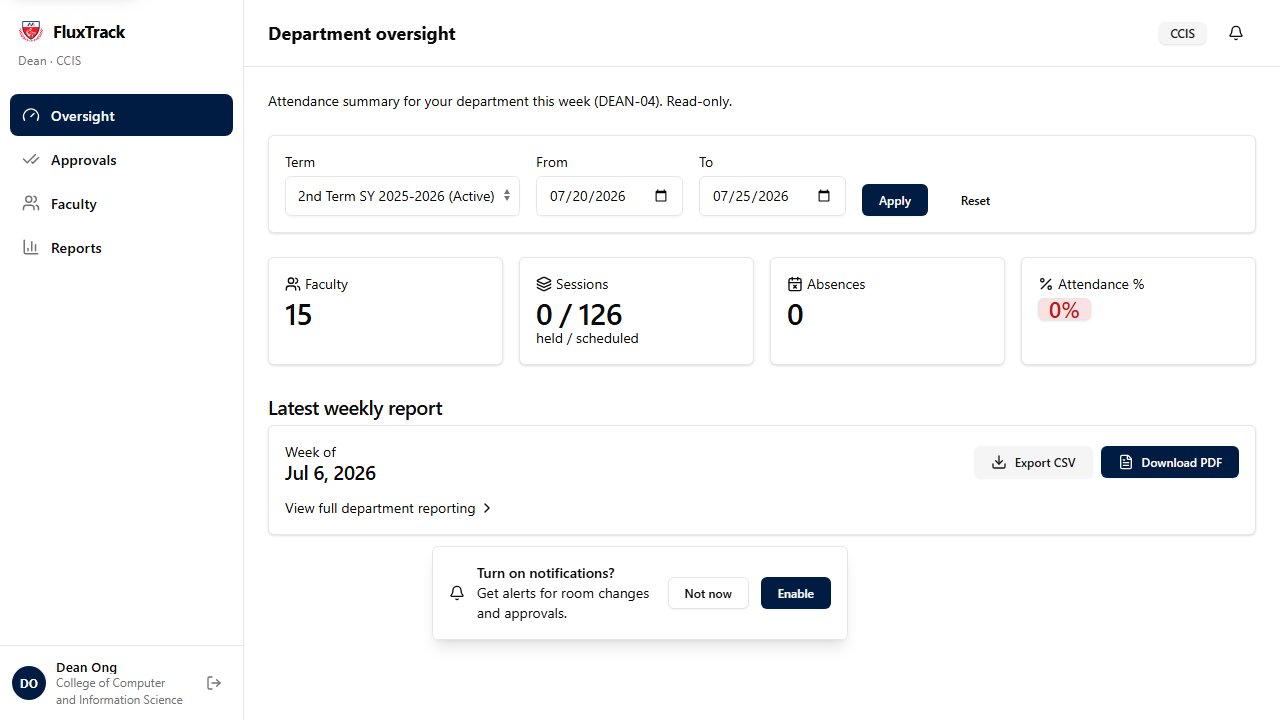 FluxTrack
Dean · CCIS
Oversight
Approvals
Faculty
Reports
Dean Ong
DO
College of Computer
and Information Science
Department oversight
CCIS
Attendance summary for your department this week (DEAN-04). Read-only.
Term
From
To
2nd Term SY 2025-2026 (Active)
07/20/2026
07/25/2026
Apply
Reset
Faculty
15
Sessions
0 / 126
held / scheduled
Absences
0
Attendance %
0%
Latest weekly report
Week of
Jul 6, 2026
Export CSV
Download PDF
View full department reporting
Turn on notifications?
Get alerts for room changes
and approvals.
Not now
Enable